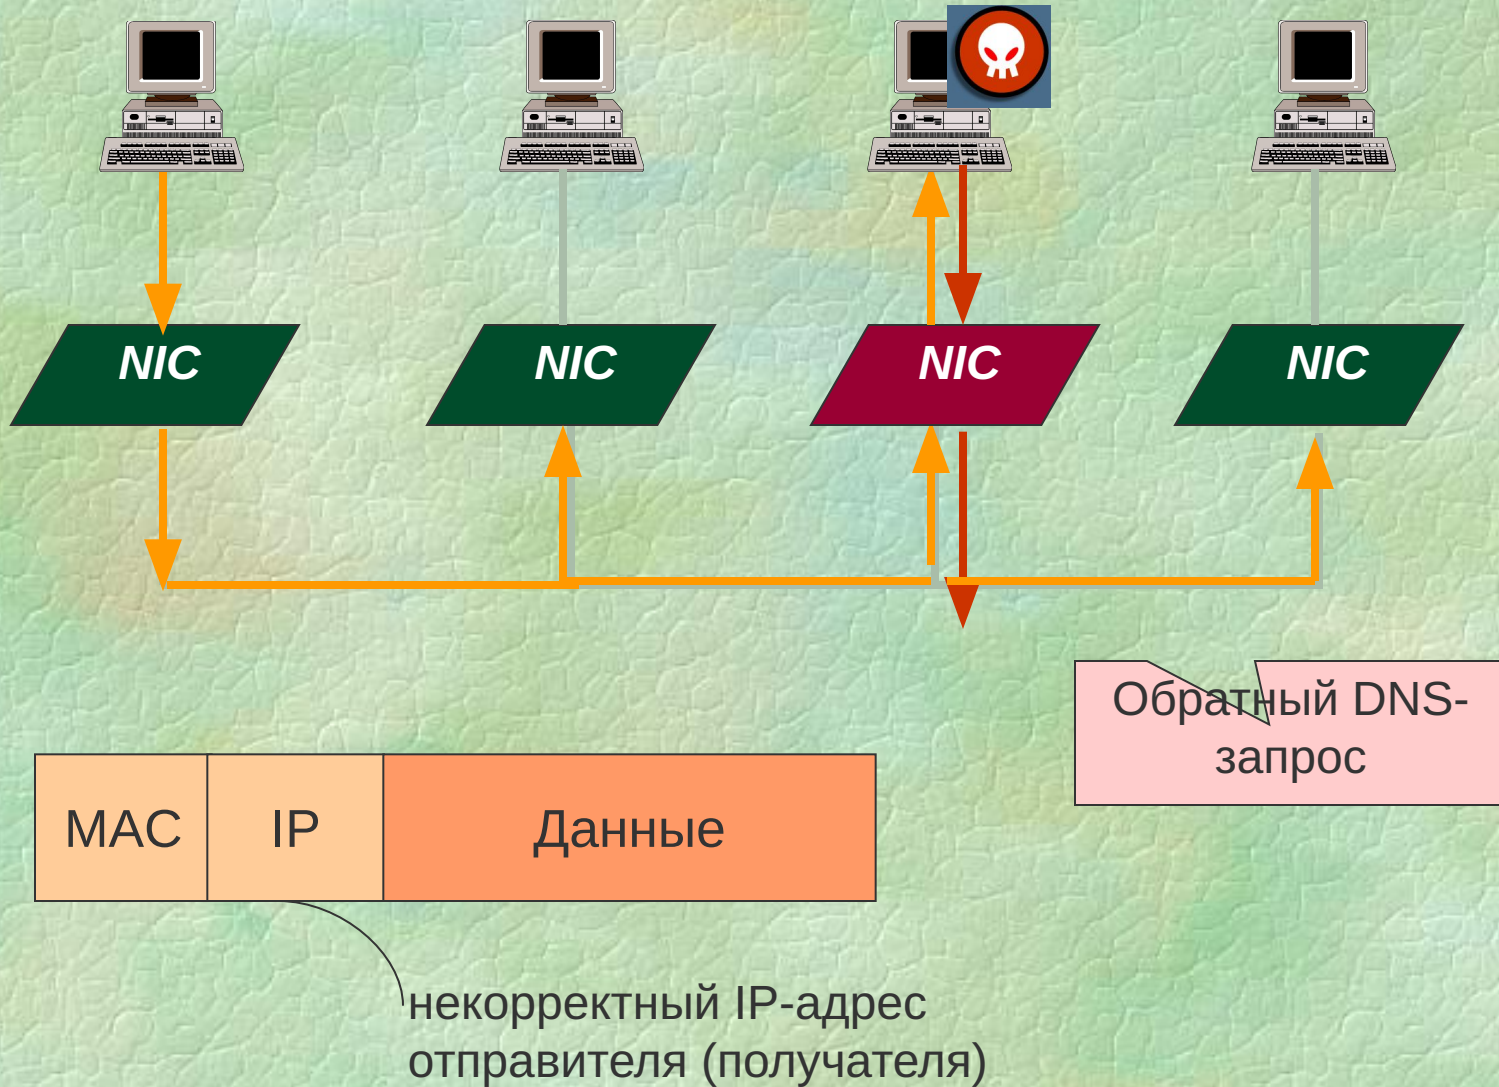 NIC NIC NIC NIC
Обратный DNS-
запрос
MAC IP Данные
некорректный IP-адрес
отправителя (получателя)